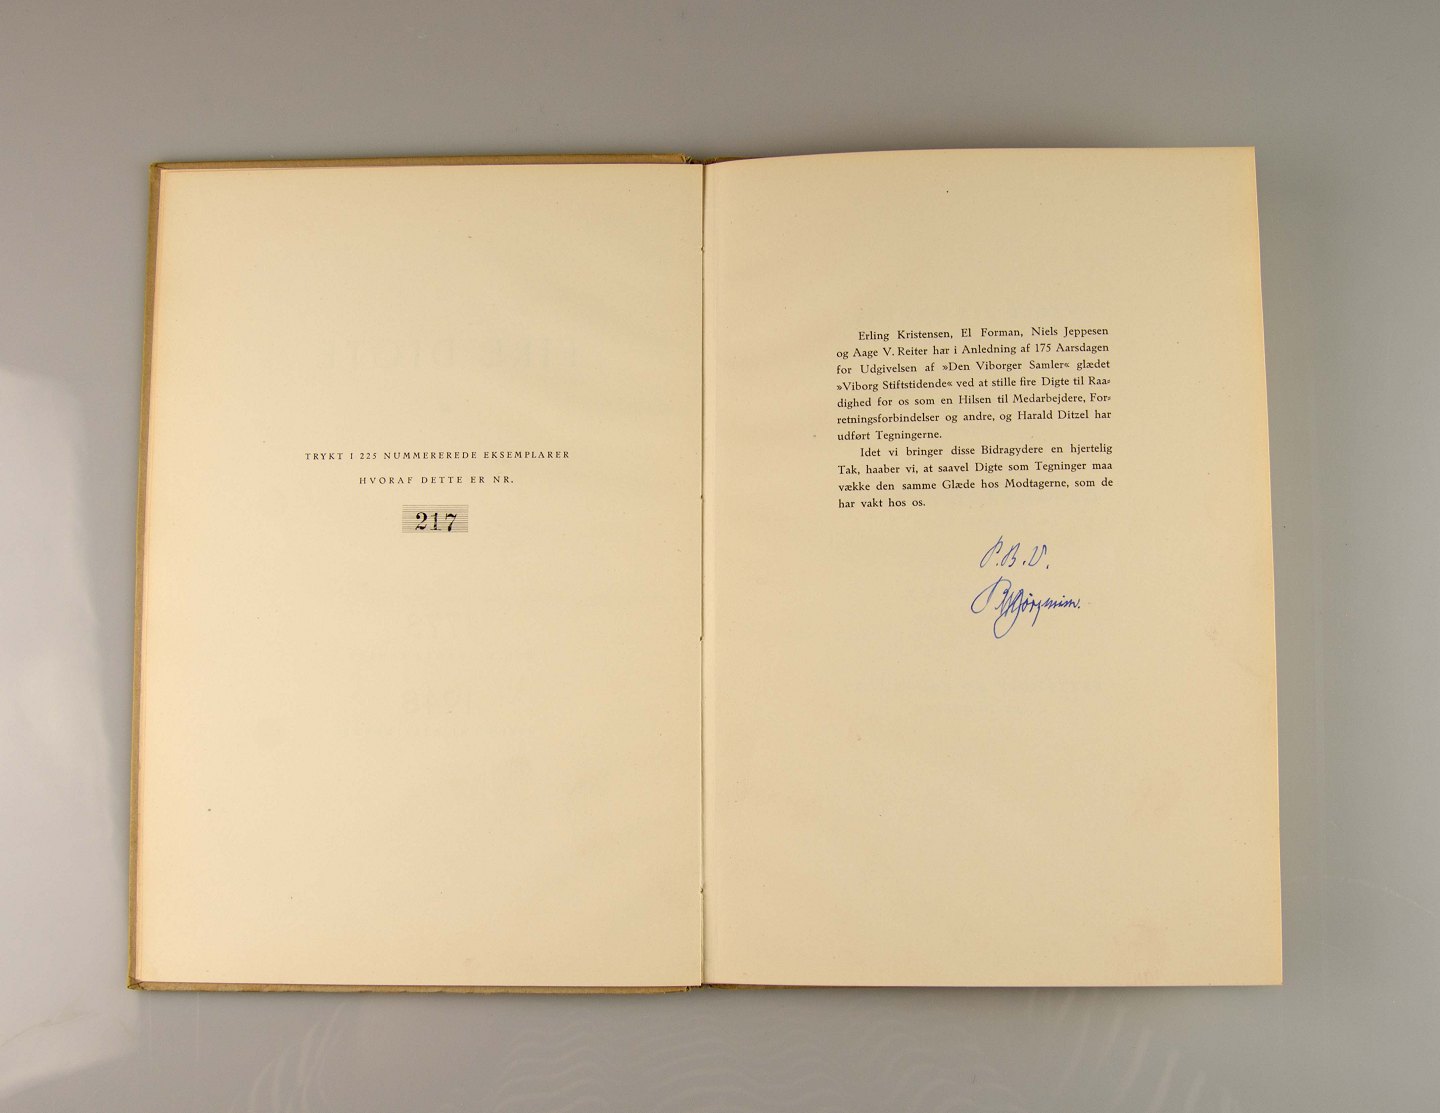 TRYKT I 225 NUMMEREREDE EKSEMPLARER
HVORAF DETTE ER NR.
217
Erling Kristensen, El Forman, Niels Jeppesen
og Aage V. Reiter har i Anledning af 175 Aarsdagen
for Udgivelsen af »Den Viborger Samler« glædet
»Viborg Stiftstidende« ved at stille fire Digte til Raa-
dighed for os som en Hilsen til Medarbejdere, For-
retningsforbindelser og andre, og Harald Ditzel har
udført Tegningerne.
Idet vi bringer disse Bidragydere en hjertelig
Tak, haaber vi, at saavel Digte som Tegninger maa
vække den samme Glæde hos Modtagerne, som de
har vakt hos os.
P.B.V.